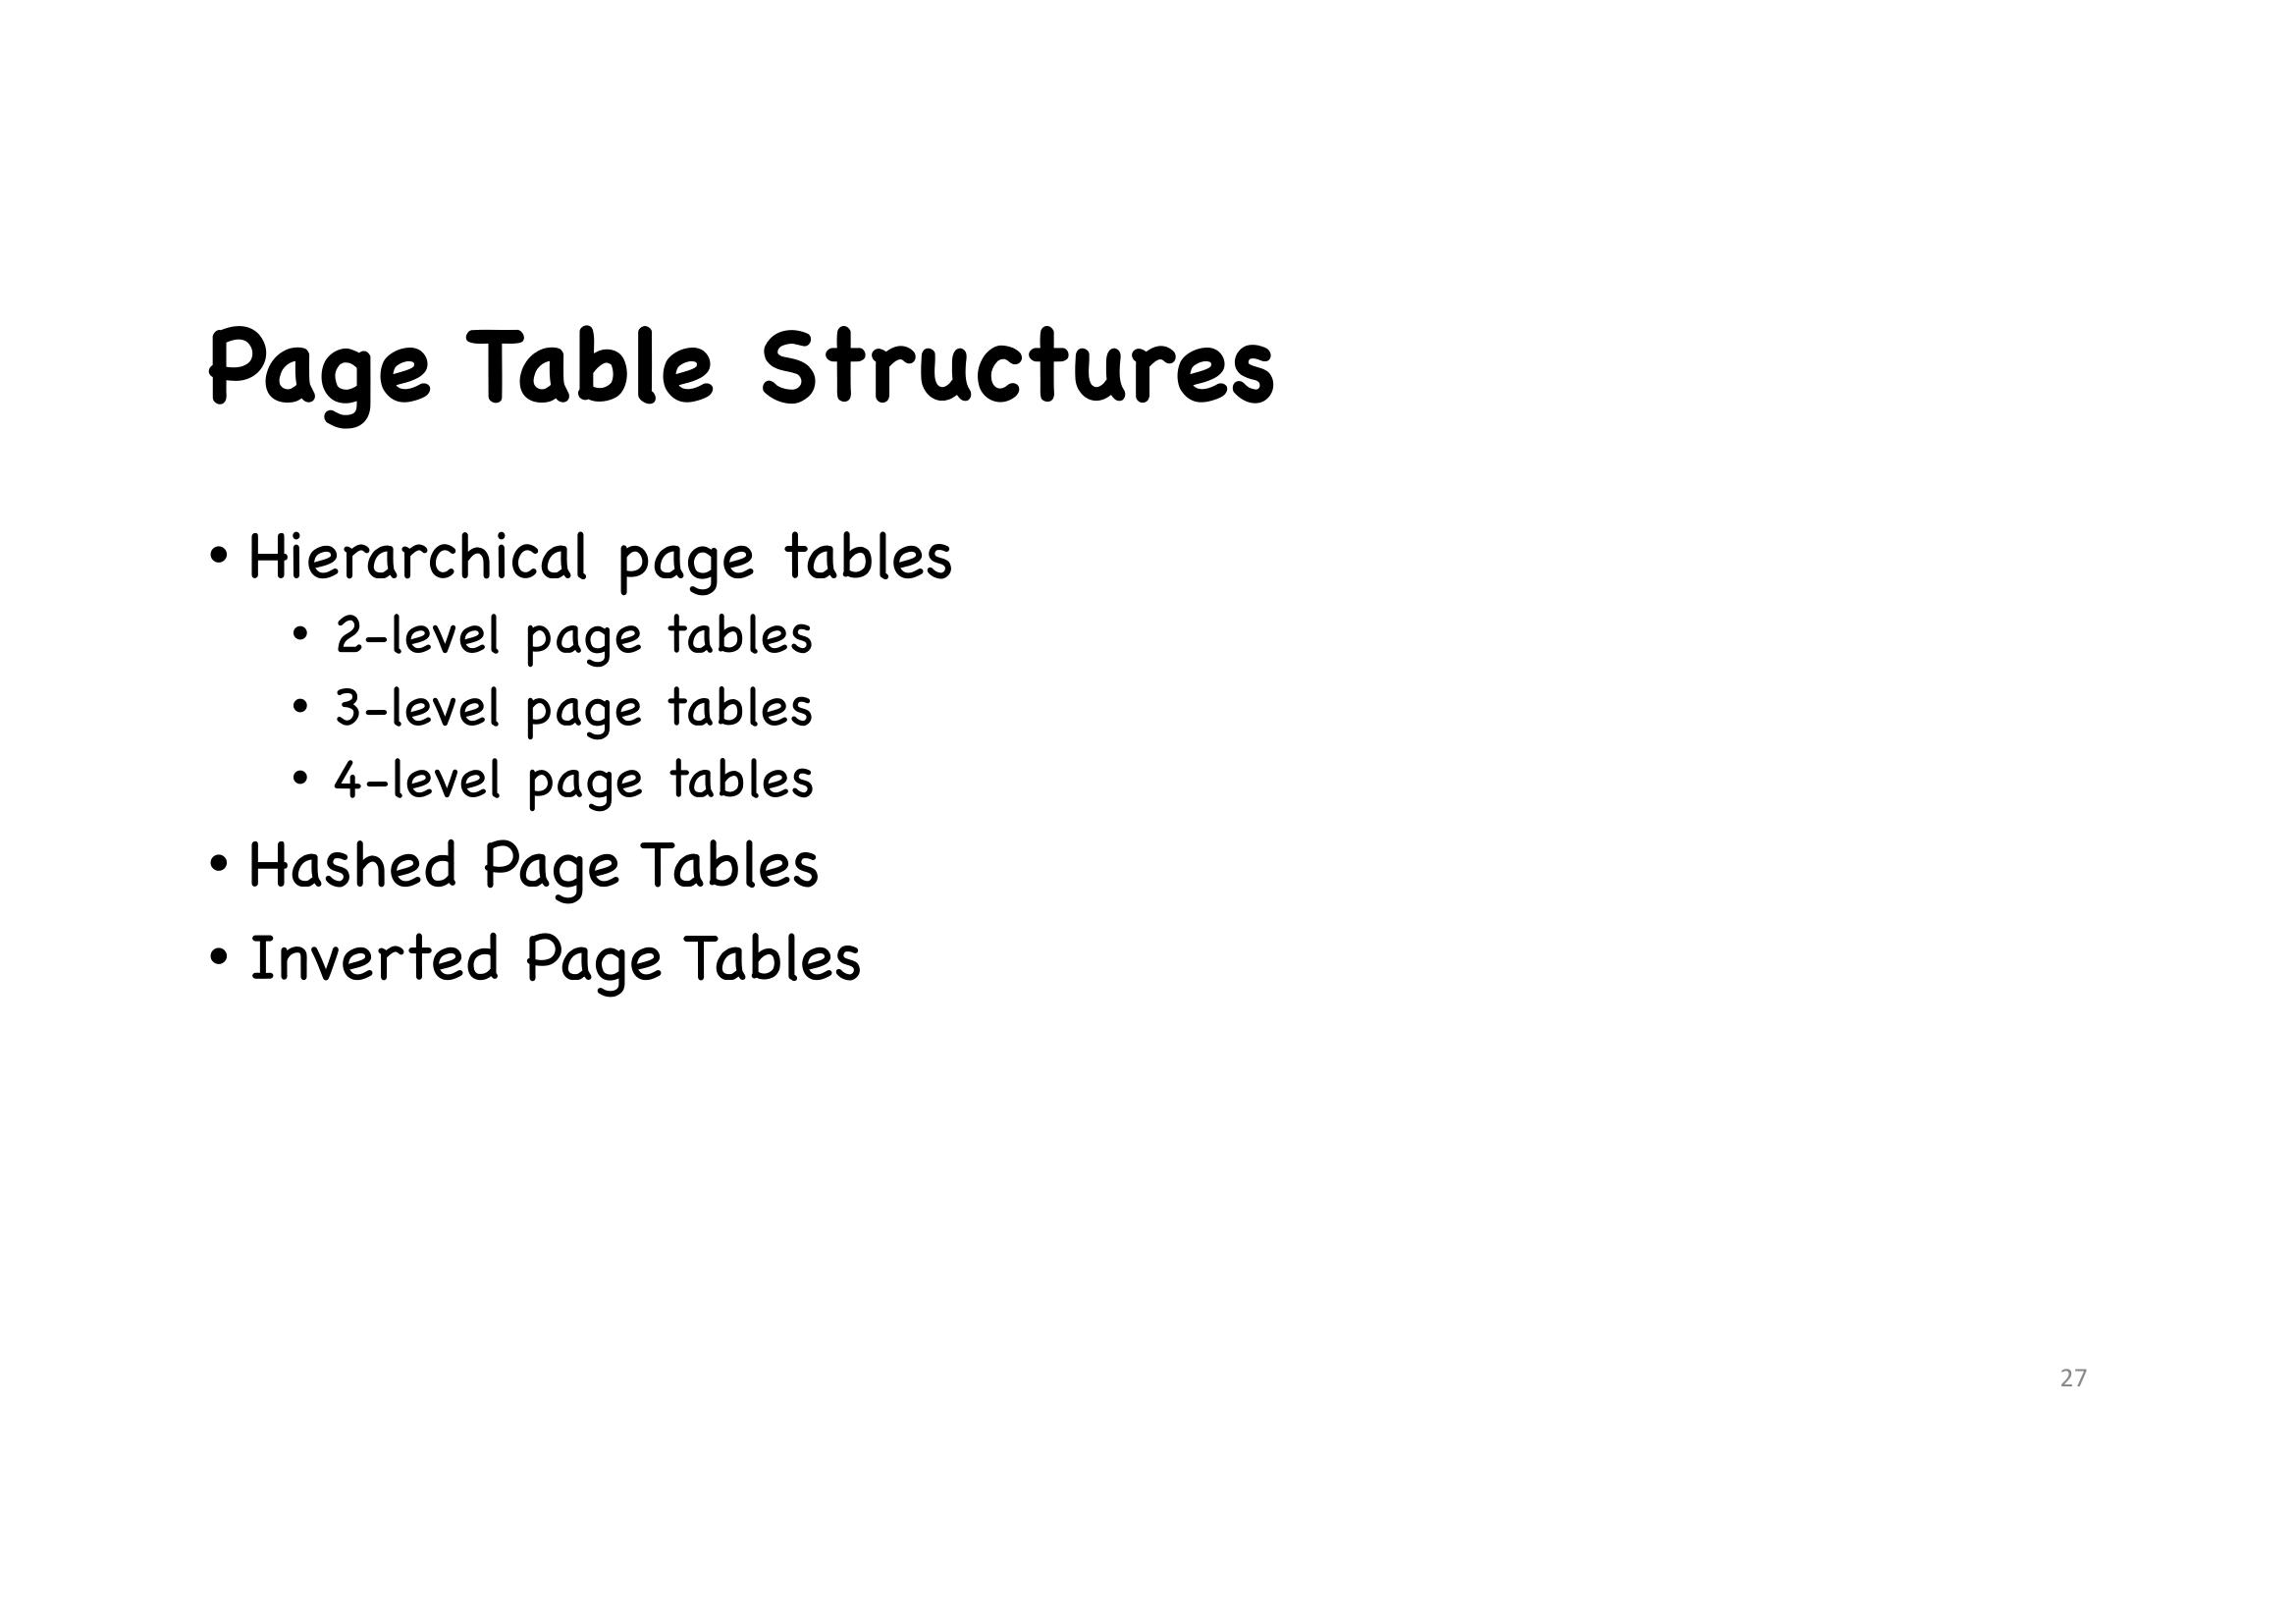 Page Table Structures
• Hierarchical page tables
• 2-level page tables
• 3-level page tables
• 4-level page tables
• Hashed Page Tables
• Inverted Page Tables
27